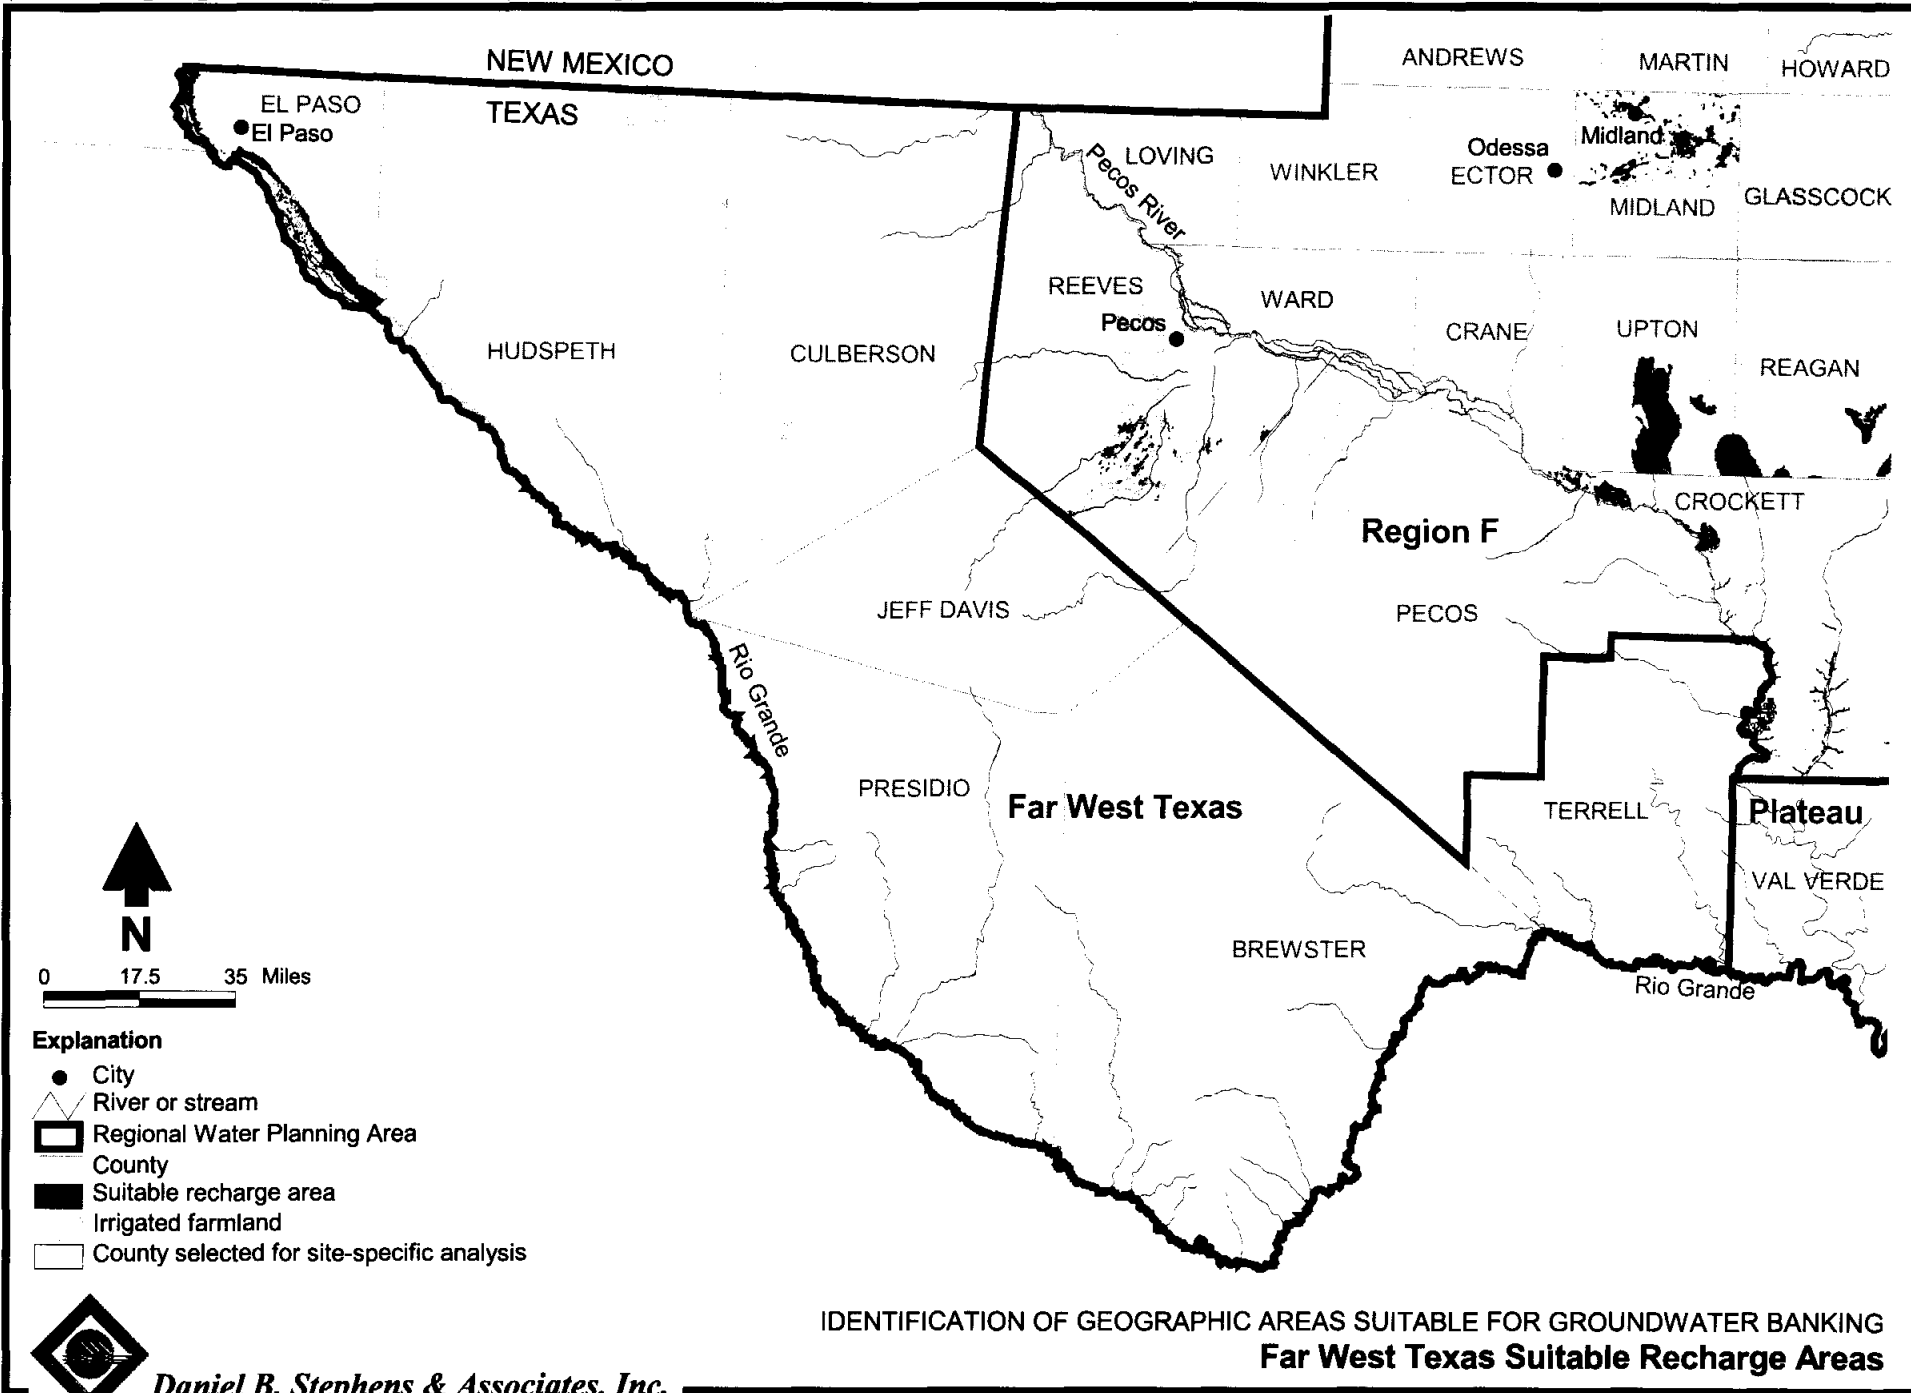 NEW MEXICO
TEXAS
ANDREWS
MARTIN
HOWARD
EL PASO
El Paso
Pecos River
LOVING
WINKLER
Odessa
ECTOR
Midland
MIDLAND
GLASSCOCK
REEVES
Pecos
WARD
CRANE
UPTON
REAGAN
HUDSPETH
CULBERSON
CROCKETT
Region F
JEFF DAVIS
PECOS
Rio Grande
PRESIDIO
Far West Texas
TERRELL
Plateau
VAL VERDE
BREWSTER
Rio Grande
N
0 17.5 35 Miles
Explanation
City
River or stream
Regional Water Planning Area
County
Suitable recharge area
Irrigated farmland
County selected for site-specific analysis
IDENTIFICATION OF GEOGRAPHIC AREAS SUITABLE FOR GROUNDWATER BANKING
Far West Texas Suitable Recharge Areas
Daniel B. Stephens & Associates, Inc.